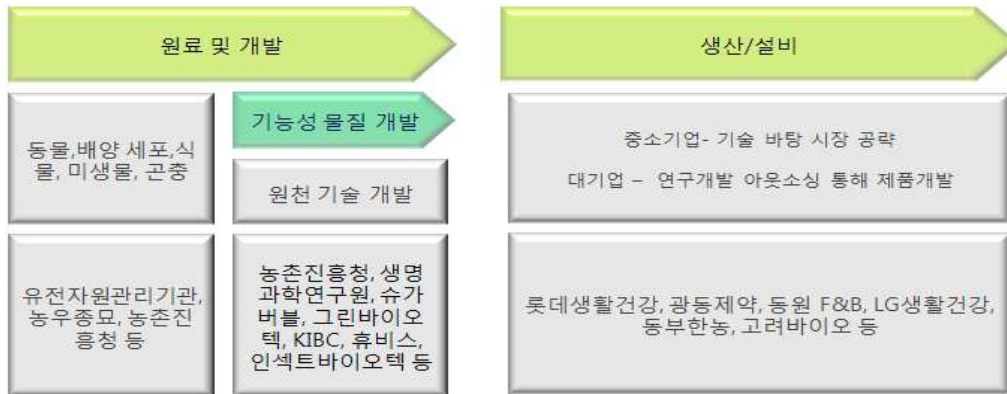 원료 및 개발
생산/설비
동물,배양 세포,식
물, 미생물, 곤충
기능성 물질 개발
원천 기술 개발
중소기업- 기술 바탕 시장 공략
대기업 – 연구개발 아웃소싱 통해 제품개발
유전자원관리기관,
농우종묘, 농촌진
흥청 등
농촌진흥청, 생명
과학연구원, 슈가
버블, 그린바이오
텍, KIBC, 휴비스,
인섹트바이오텍 등
롯데생활건강, 광동제약, 동원 F&B, LG생활건강,
동부한농, 고려바이오 등